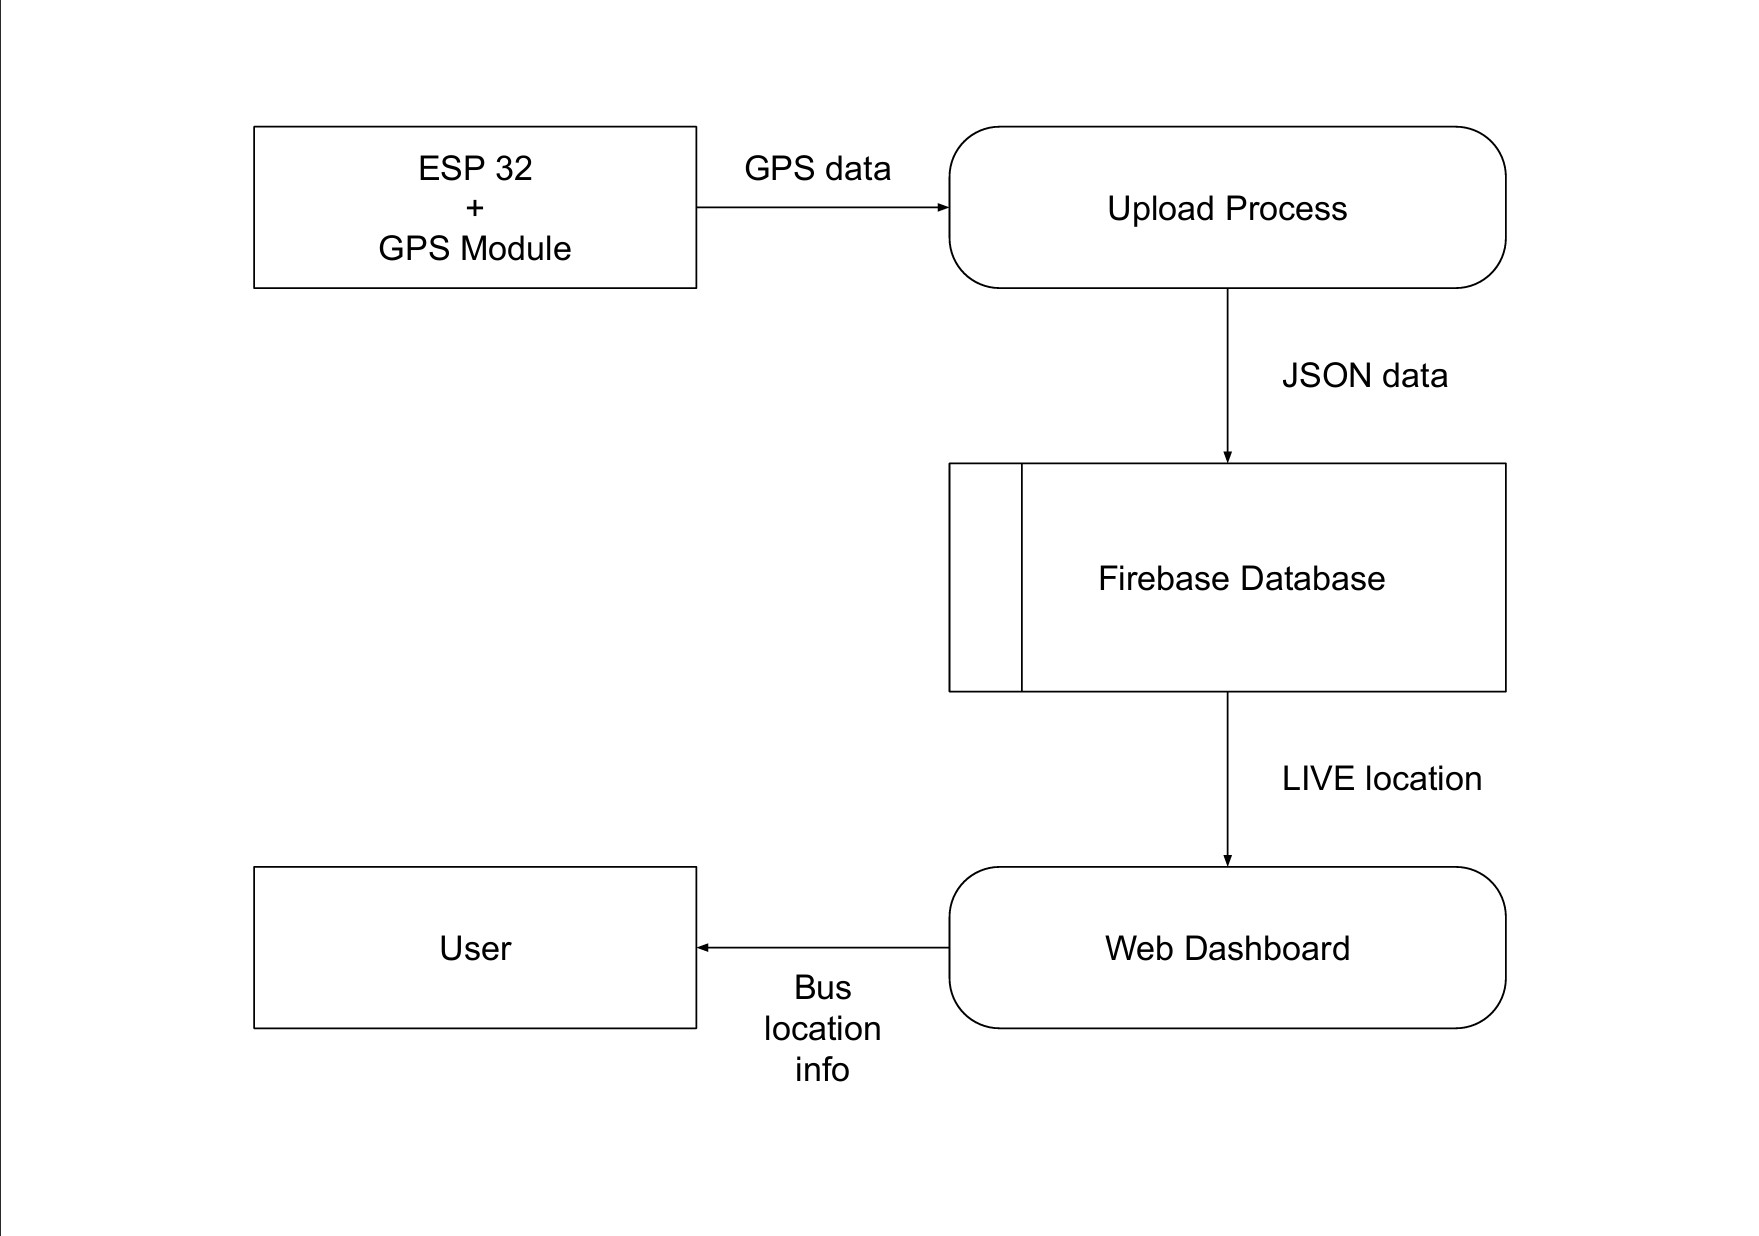 ESP 32
+
GPS Module
GPS data
Upload Process
JSON data
Firebase Database
LIVE location
Web Dashboard
Bus
location
info
User